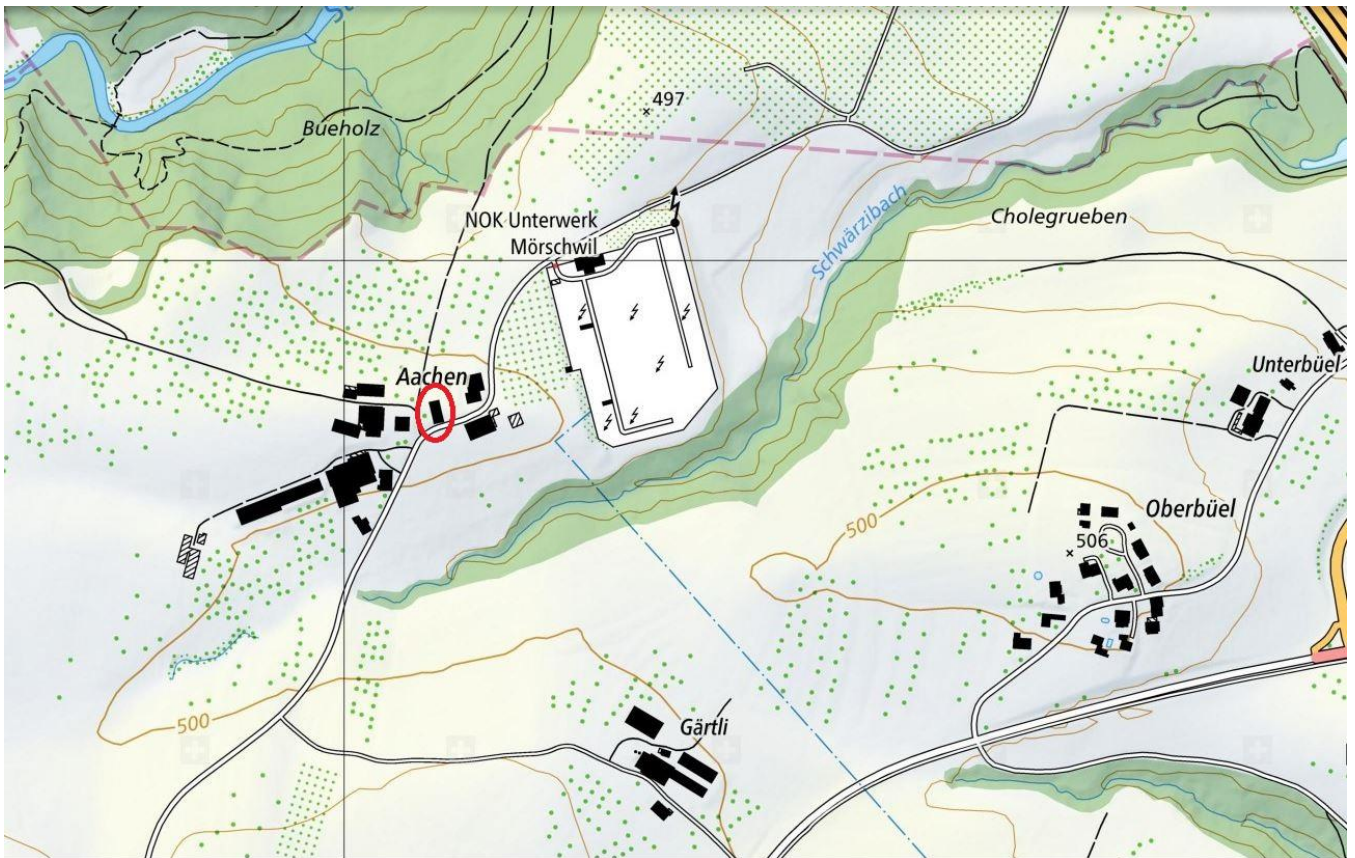 497
Bueholz
NOK Unterwerk
Mörschwil
Schwärzibach
Cholegrueben
Aachen
Unterbüel
Oberbüel
500
506
500
Gärtli